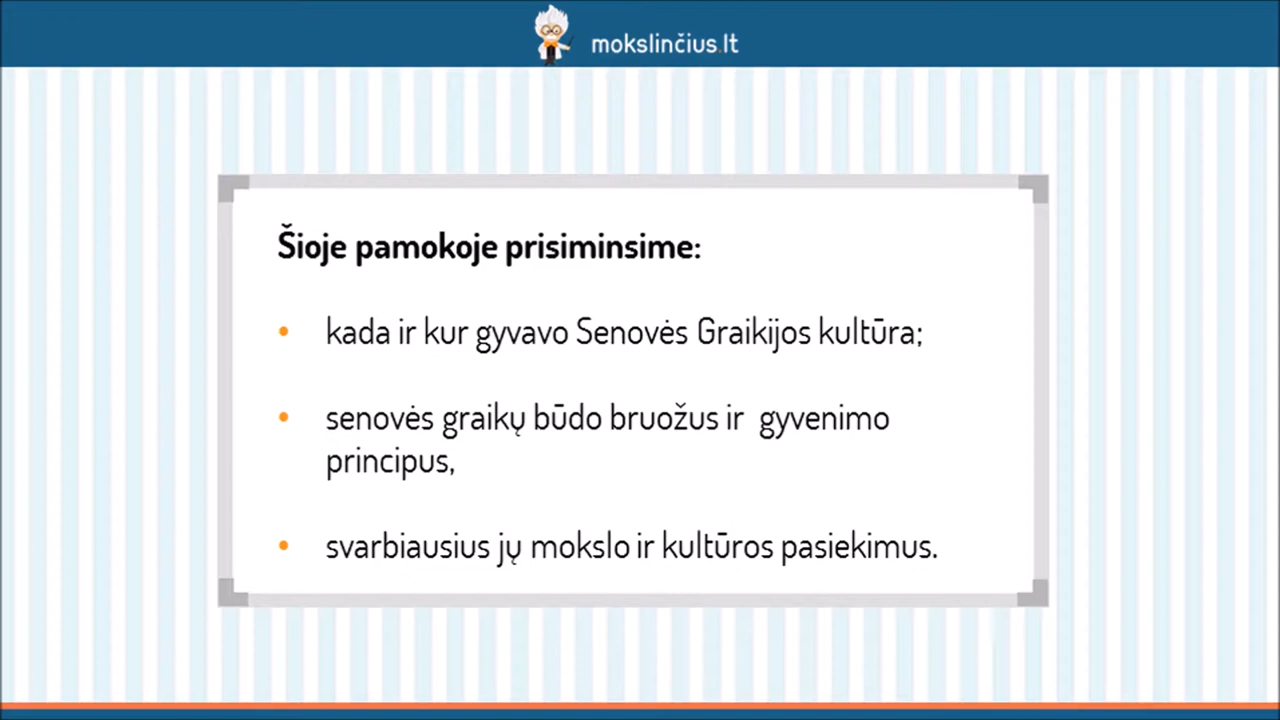 mokslinčius.lt
Šioje pamokoje prisiminsime:
• kada ir kur gyvavo Senovės Graikijos kultūra;
• senovės graikų būdo bruožus ir  gyvenimo
principus,
• svarbiausius jų mokslo ir kultūros pasiekimus.